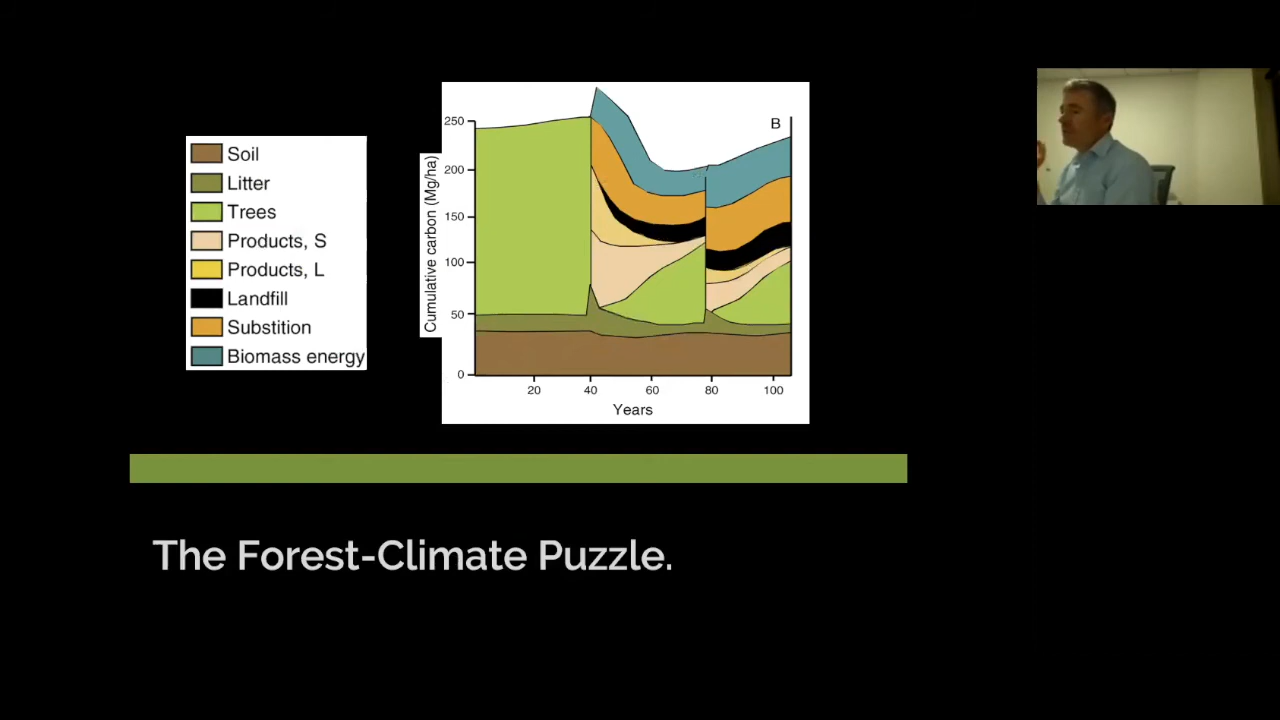 Soil
Litter
Trees
Products, S
Products, L
Landfill
Substition
Biomass energy
Cumulative carbon (Mg/ha)
250
200
150
100
50
0
B
20 40 60 80 100
Years
The Forest-Climate Puzzle.